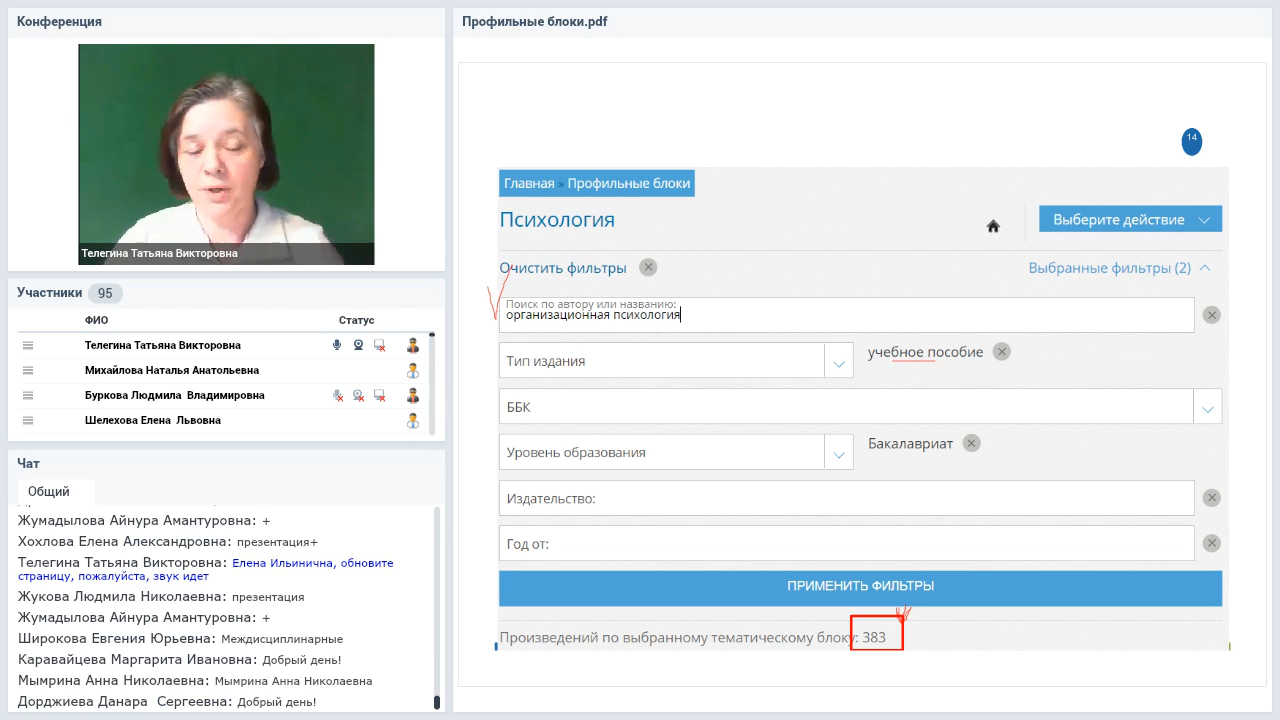 Конференция
Телегина Татьяна Викторовна
Участники 95
ФИО Статус
Телегина Татьяна Викторовна
Михайлова Наталья Анатольевна
Буркова Людмила Владимировна
Шелехова Елена Львовна
Чат
Общий
Жумадылова Айнура Амантуровна: +
Хохлова Елена Александровна: презентация+
Телегина Татьяна Викторовна: Елена Ильинична, обновите
страницу, пожалуйста, звук идет
Жукова Людмила Николаевна: презентация
Жумадылова Айнура Амантуровна: +
Широкова Евгения Юрьевна: Междисциплинарные
Каравайцева Маргарита Ивановна: Добрый день!
Мымрина Анна Николаевна: Мымрина Анна Николаевна
Дорджиева Данара Сергеевна: Добрый день!
Профильные блоки.pdf
14
Главная » Профильные блоки
Психология
Выберите действие
Очистить фильтры
Выбранные фильтры (2)
Поиск по автору или названию:
организационная психология
Тип издания
учебное пособие
ББК
Уровень образования
Бакалавриат
Издательство:
Год от:
ПРИМЕНИТЬ ФИЛЬТРЫ
Произведений по выбранному тематическому блоку: 383